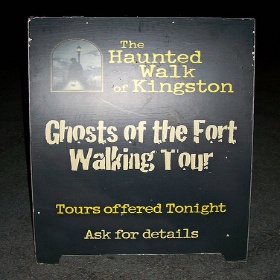 The
Haunted
Walk
of Kingston
Ghosts of the Fort
Walking Tour
Tours offered Tonight
Ask for details